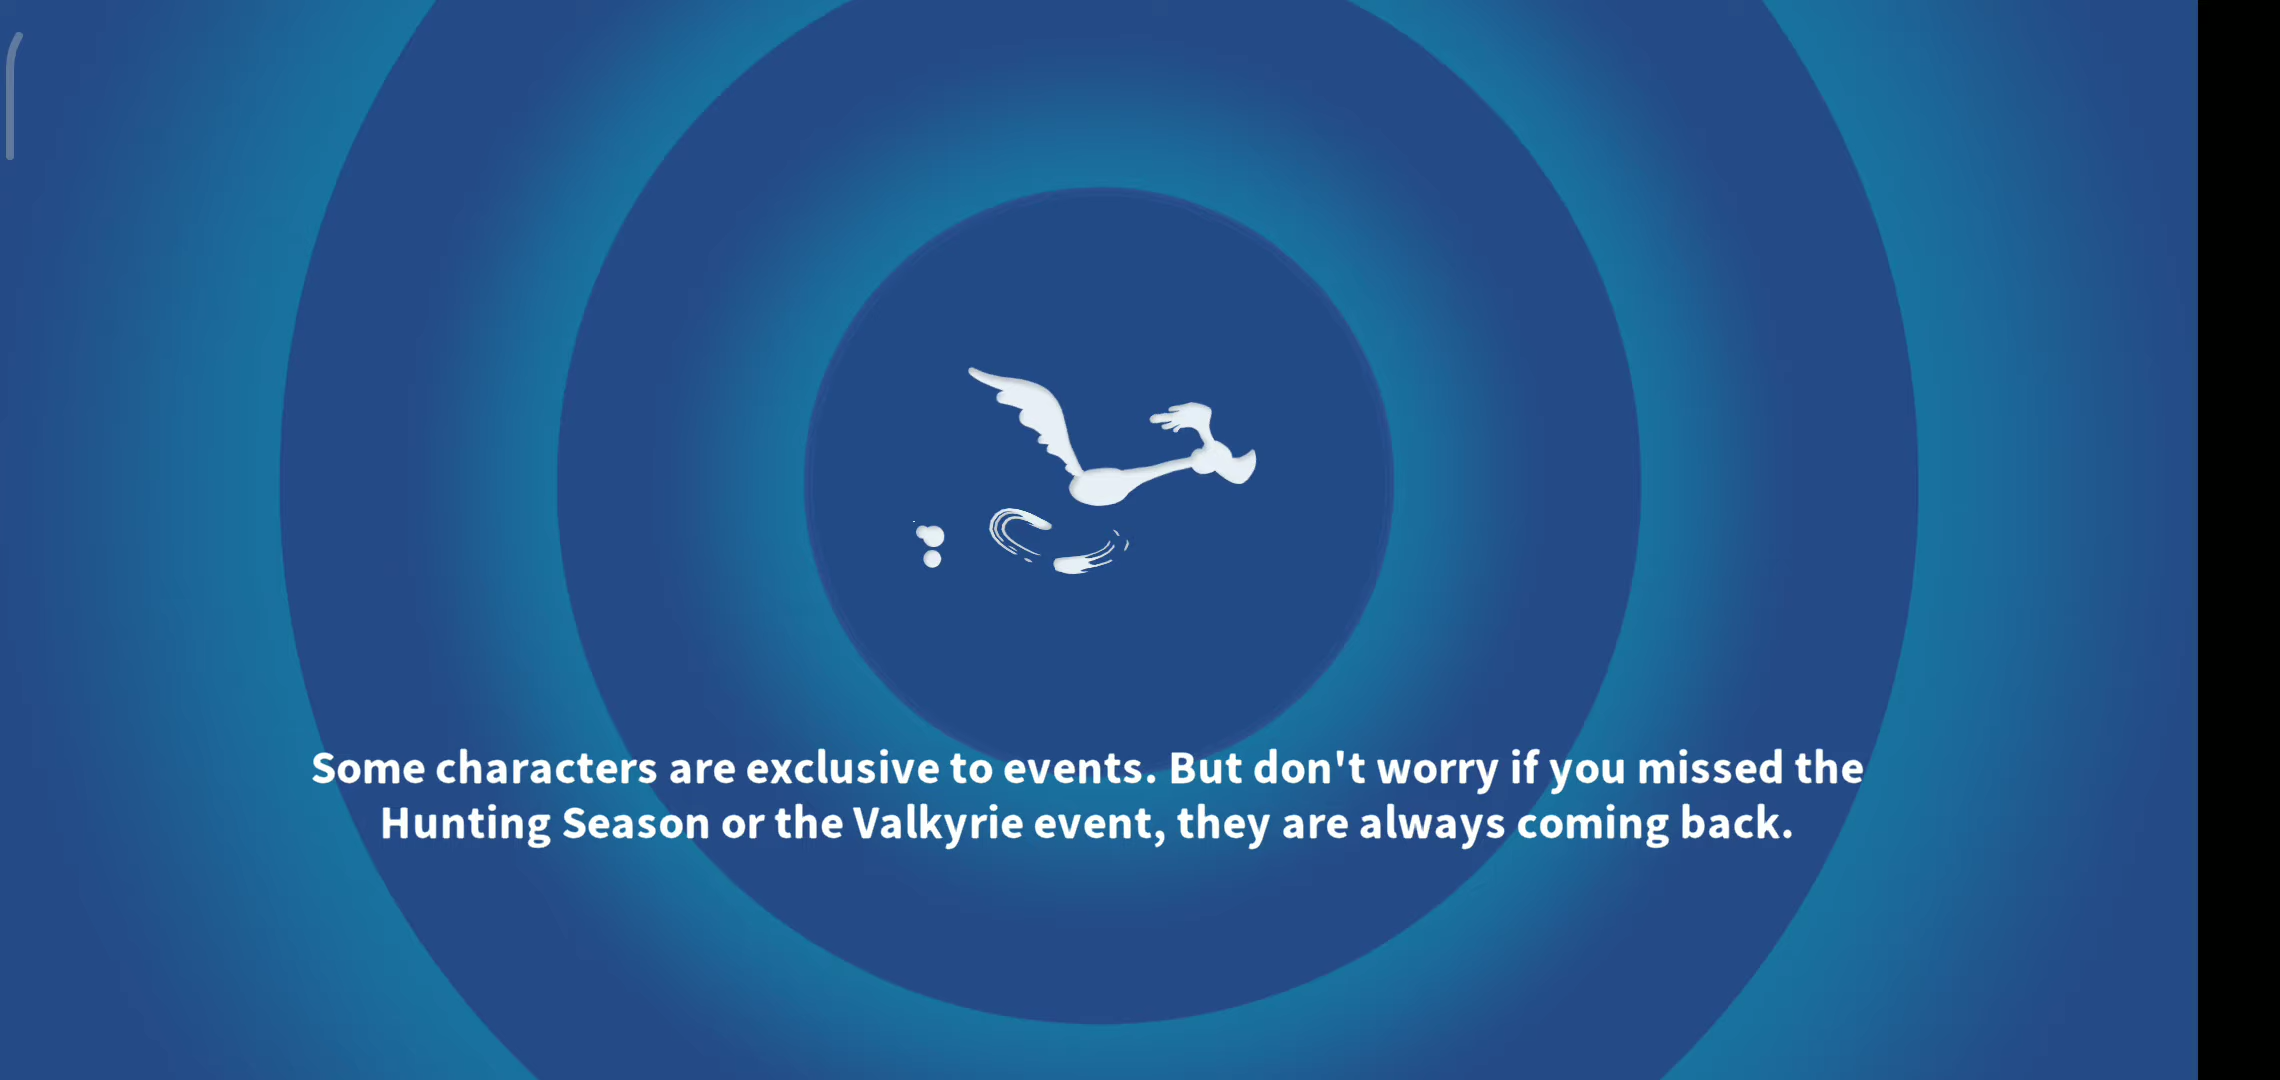 Some characters are exclusive to events. But don't worry if you missed the
Hunting Season or the Valkyrie event, they are always coming back.